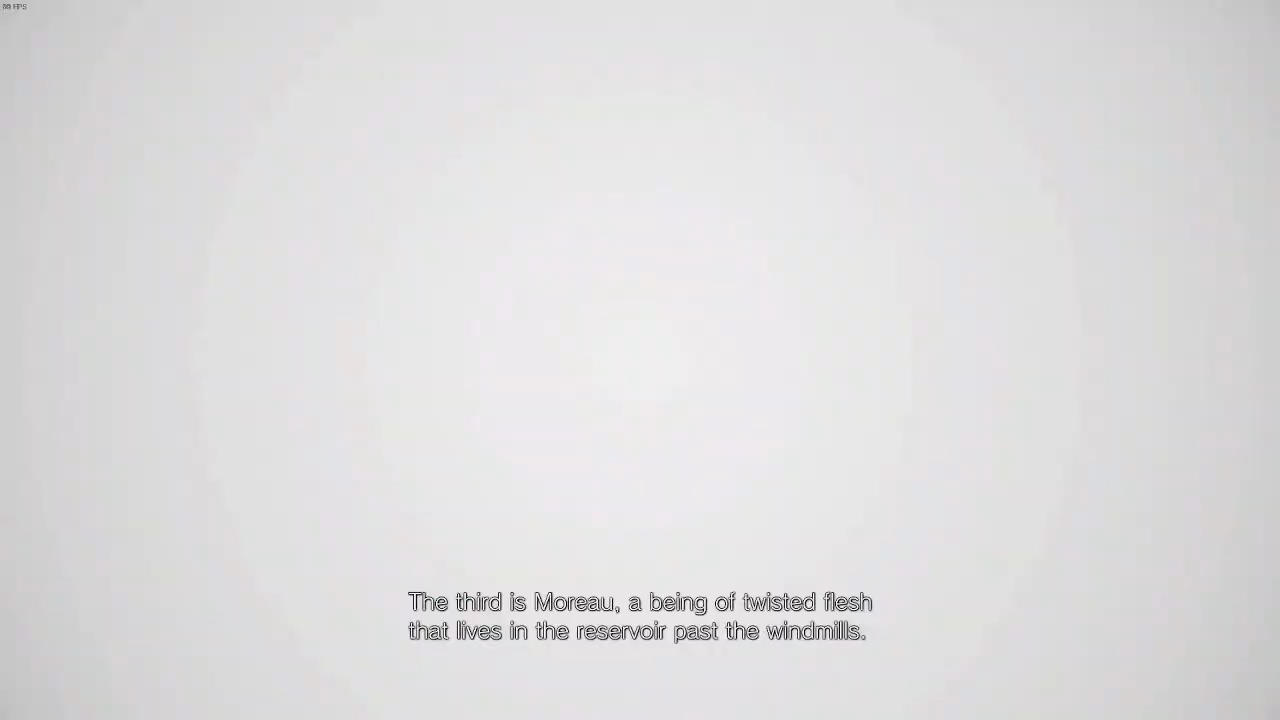 The third is Moreau, a being of twisted flesh
that lives in the reservoir past the windmills.